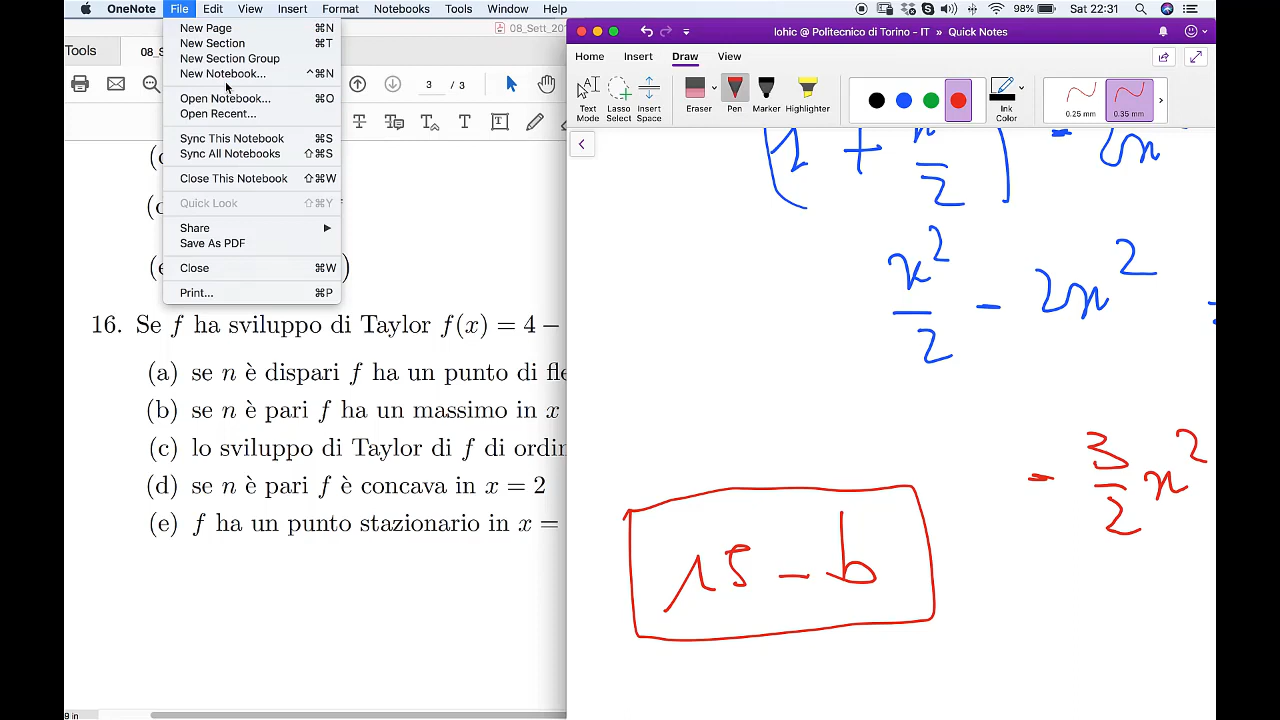 OneNote File Edit View Insert Format Notebooks Tools Window Help 98% Sat 22:31
New Page ⌘N
New Section ⌘T
New Section Group
New Notebook... ^⌘N
Open Notebook... ⌘O
Open Recent...
Sync This Notebook ⌘S
Sync All Notebooks ⇧⌘S
Close This Notebook ⇧⌘W
Quick Look ⇧⌘Y
Share
Save As PDF
Close ⌘W
Print... ⌘P
08_Sett_20
Tools
08_S
3 / 3
16. Se f ha sviluppo di Taylor f(x) = 4 −
(a) se n è dispari f ha un punto di fle
(b) se n è pari f ha un massimo in x
(c) lo sviluppo di Taylor di f di ordin
(d) se n è pari f è concava in x = 2
(e) f ha un punto stazionario in x =
9 in
Iohic @ Politecnico di Torino - IT » Quick Notes
Home Insert Draw View
Text Mode
Lasso Select
Insert Space
Eraser
Pen
Marker
Highlighter
Ink Color
0.25 mm
0.35 mm
x²/2 - 2x² =
- 3/2 x²
15 - b